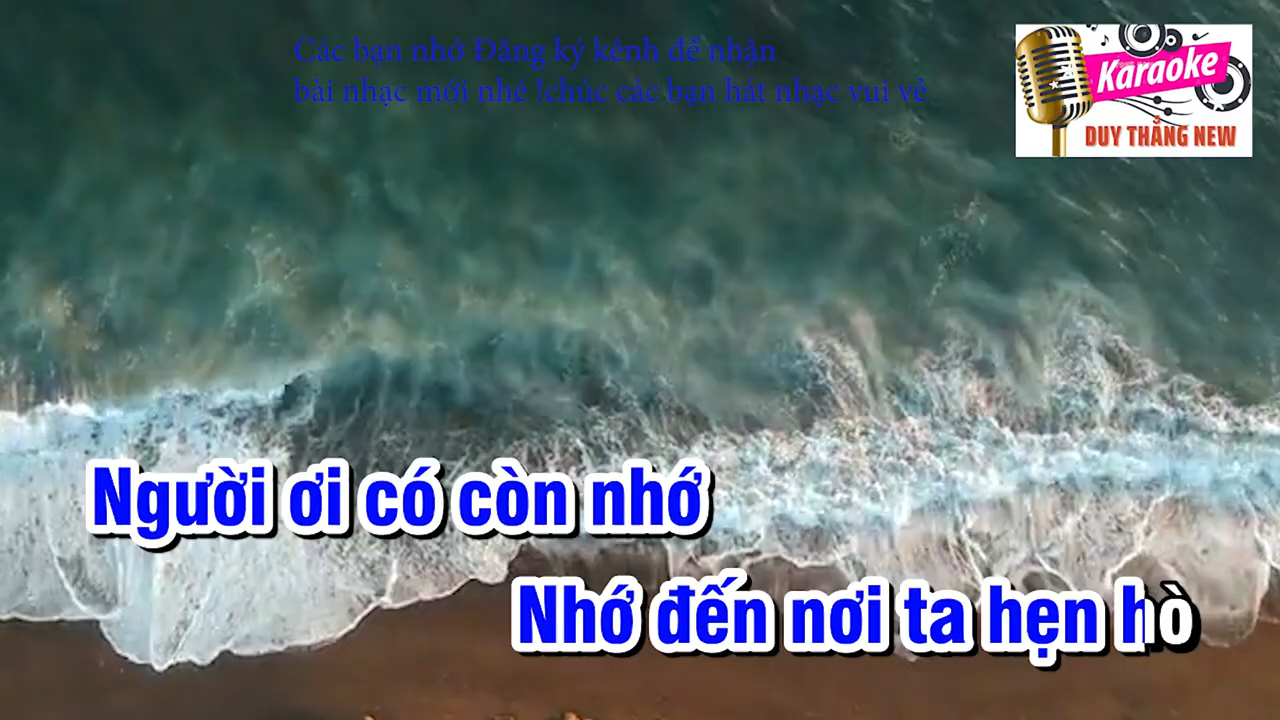 Các bạn nhớ Đăng ký kênh để nhận
bài nhạc mới nhé !chúc các bạn hát nhạc vui vẻ
Karaoke
DUY THẮNG NEW
Người ơi có còn nhớ
Nhớ đến nơi ta hẹn hò